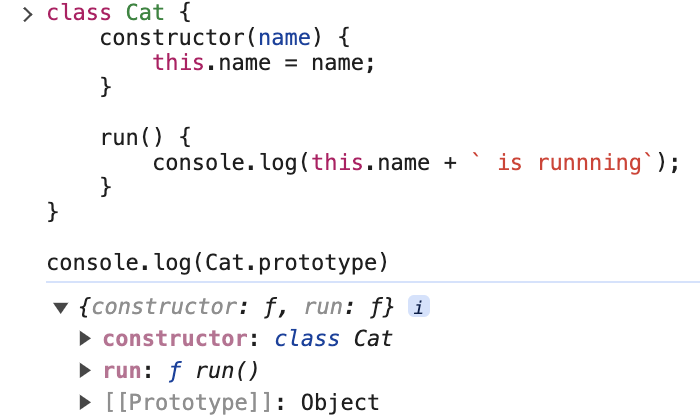 class Cat {
    constructor(name) {
        this.name = name;
    }

    run() {
        console.log(this.name + ` is runnning`);
    }
}

console.log(Cat.prototype)
{constructor: ƒ, run: ƒ} i
constructor: class Cat
run: ƒ run()
[[Prototype]]: Object